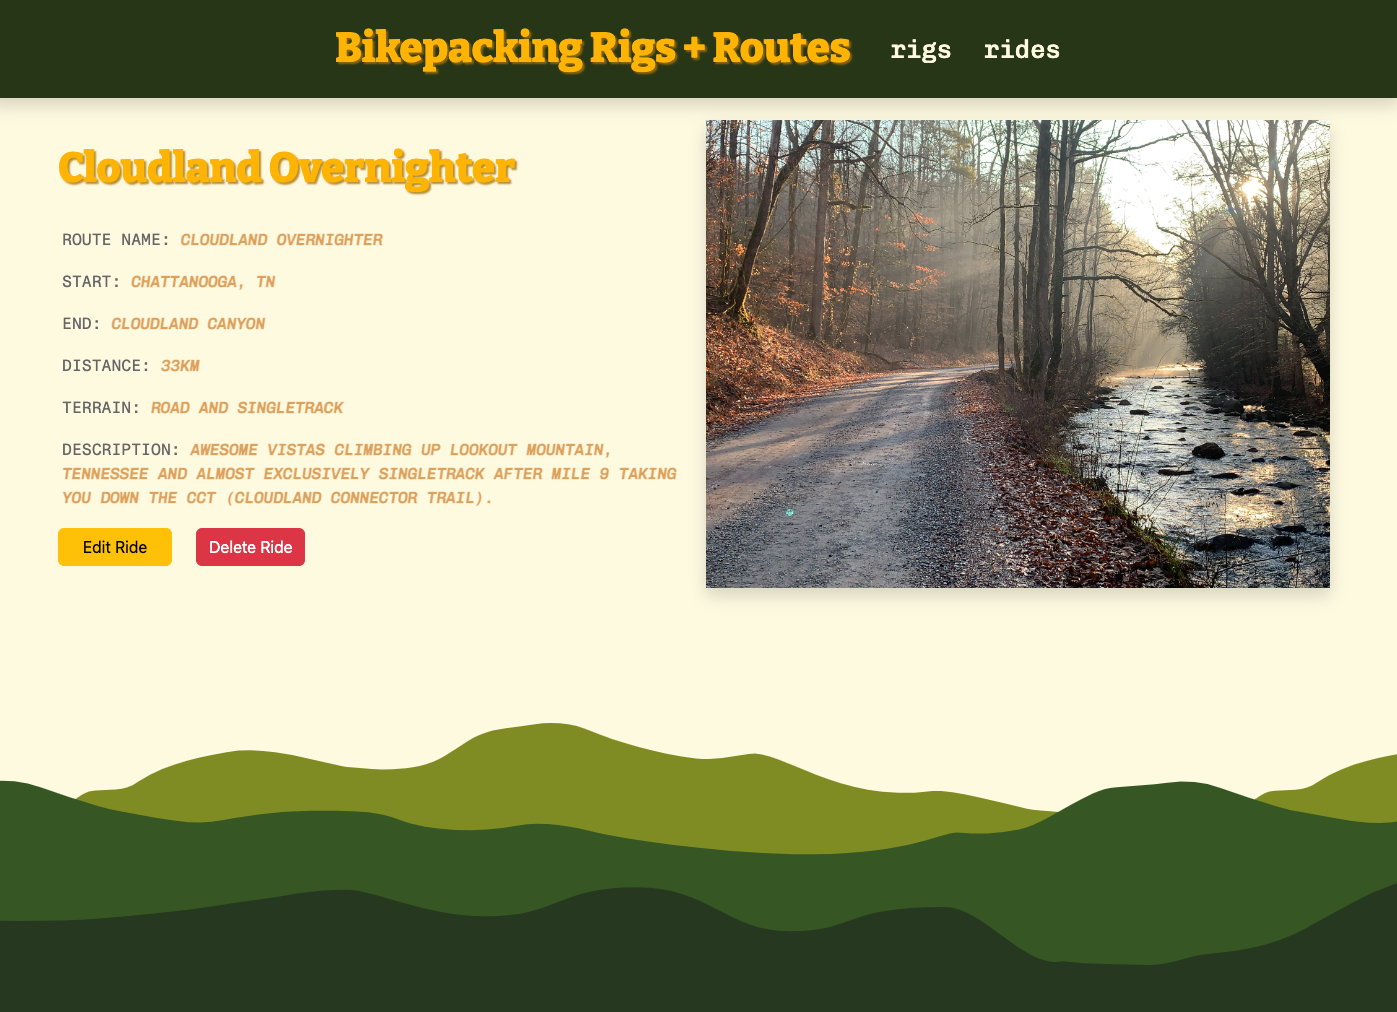 Bikepacking Rigs + Routes rigs rides
Cloudland Overnighter
ROUTE NAME: CLOUDLAND OVERNIGHTER
START: CHATTANOOGA, TN
END: CLOUDLAND CANYON
DISTANCE: 33KM
TERRAIN: ROAD AND SINGLETRACK
DESCRIPTION: AWESOME VISTAS CLIMBING UP LOOKOUT MOUNTAIN,
TENNESSEE AND ALMOST EXCLUSIVELY SINGLETRACK AFTER MILE 9 TAKING
YOU DOWN THE CCT (CLOUDLAND CONNECTOR TRAIL).
Edit Ride Delete Ride